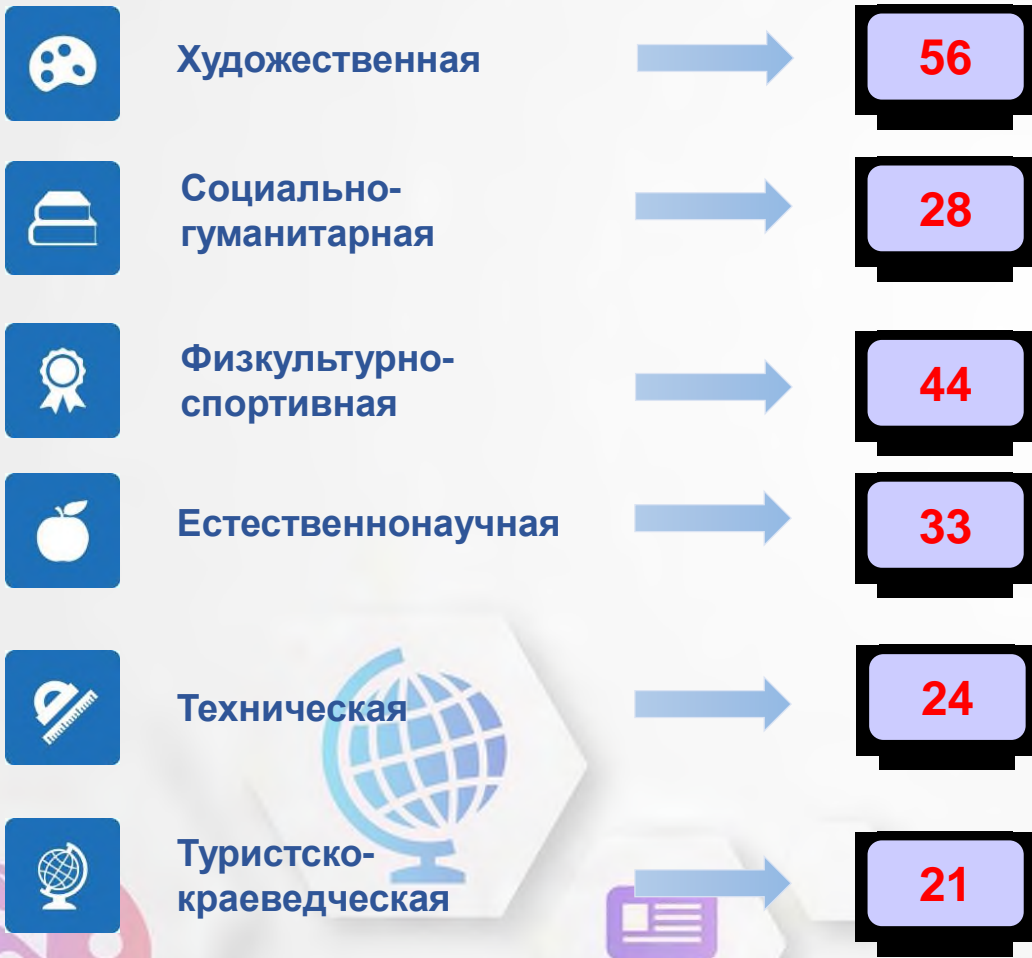 Художественная
56
Социально-
гуманитарная
28
Физкультурно-
спортивная
44
Естественнонаучная
33
Техническая
24
Туристско-
краеведческая
21